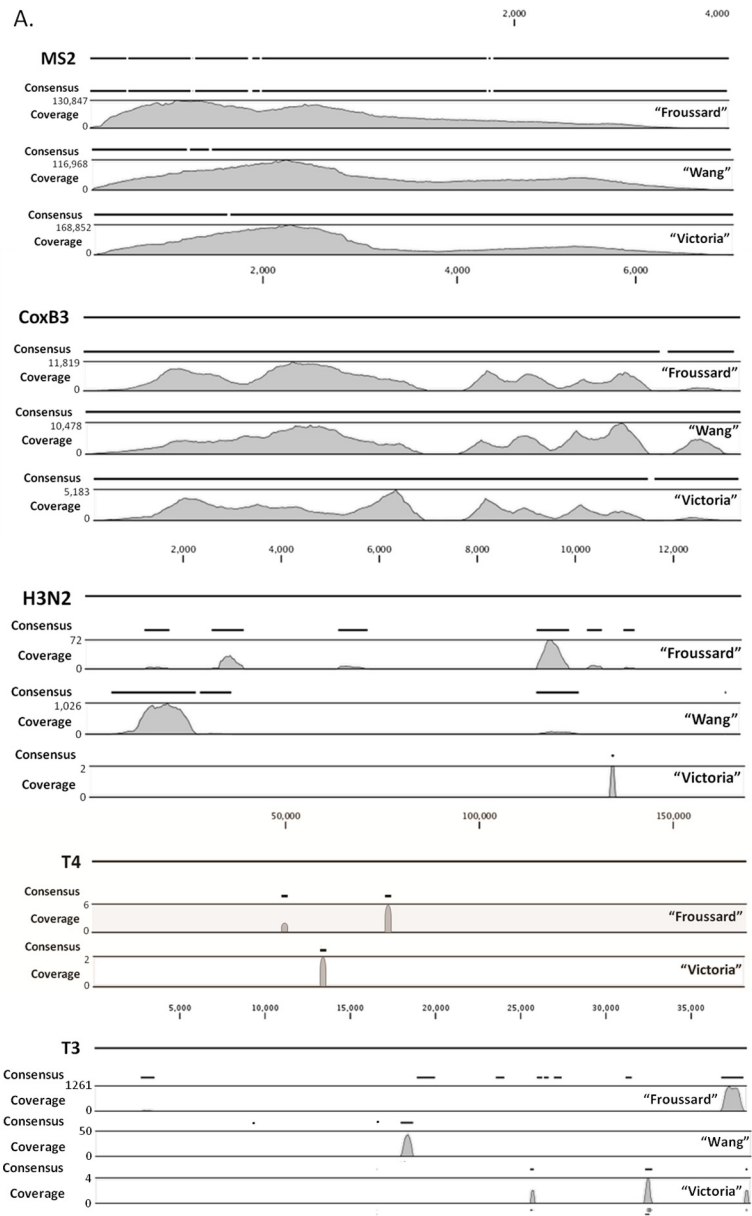 A.
2,000 4,000
MS2
Consensus
130,847
Coverage
"Froussard"
0
Consensus
116,968
Coverage
"Wang"
0
Consensus
168,852
Coverage
"Victoria"
0
2,000 4,000 6,000
CoxB3
Consensus
11,819
Coverage
"Froussard"
0
Consensus
10,478
Coverage
"Wang"
0
Consensus
5,183
Coverage
"Victoria"
0
2,000 4,000 6,000 8,000 10,000 12,000
H3N2
Consensus
72
Coverage
"Froussard"
0
Consensus
1,026
Coverage
"Wang"
0
Consensus
2
Coverage
"Victoria"
0
50,000 100,000 150,000
T4
Consensus
6
Coverage
"Froussard"
0
Consensus
2
Coverage
"Victoria"
0
5,000 10,000 15,000 20,000 25,000 30,000 35,000
T3
Consensus
1261
Coverage
"Froussard"
0
Consensus
50
Coverage
"Wang"
0
Consensus
4
Coverage
"Victoria"
0